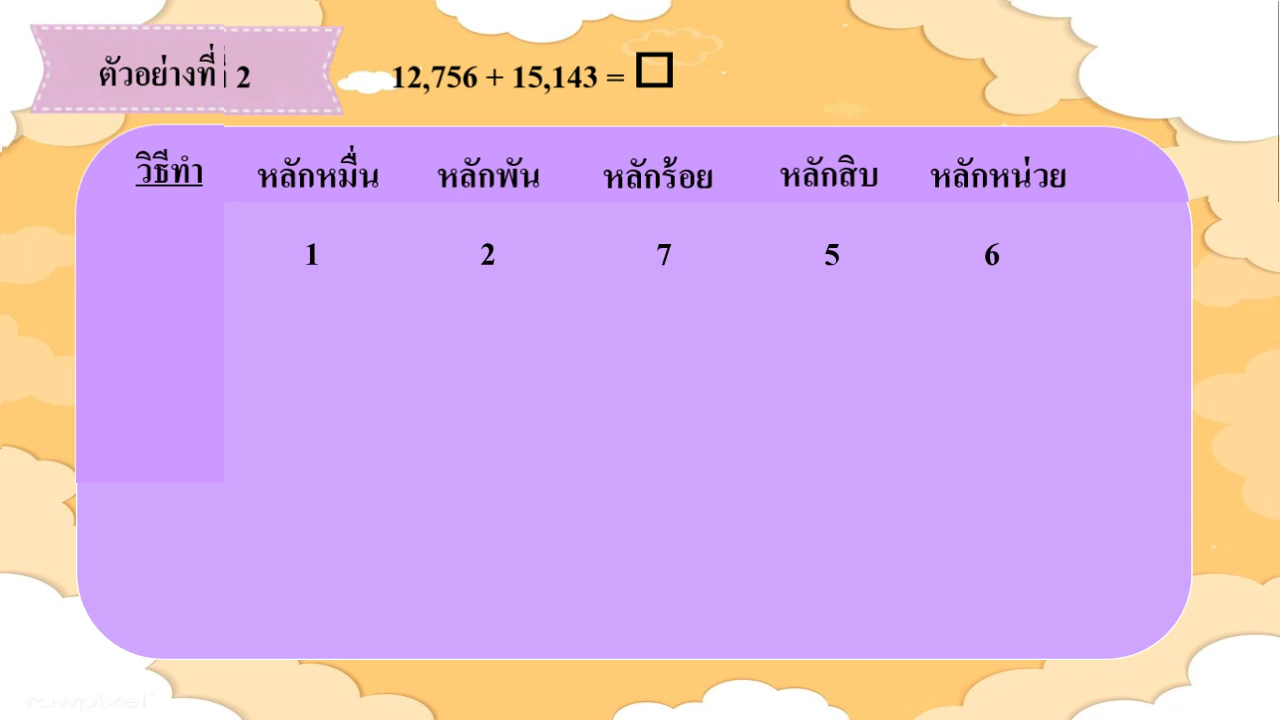 ตัวอย่างที่ 2 12,756 + 15,143 = □
วิธีทำ หลักหมื่น หลักพัน หลักร้อย หลักสิบ หลักหน่วย
1 2 7 5 6
rawpixel